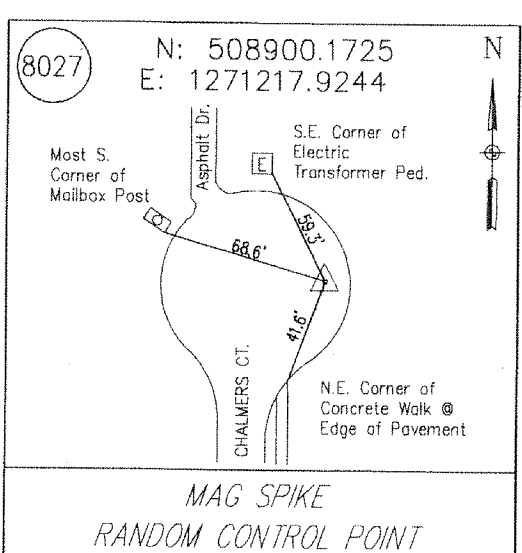 8027
N: 508900.1725
E: 1271217.9244
N
Asphalt Dr.
Most S.
Corner of
Mailbox Post
E
S.E. Corner of
Electric
Transformer Ped.
59.3'
68.6'
41.6'
CHALMERS CT.
N.E. Corner of
Concrete Walk @
Edge of Pavement
MAG SPIKE
RANDOM CONTROL POINT